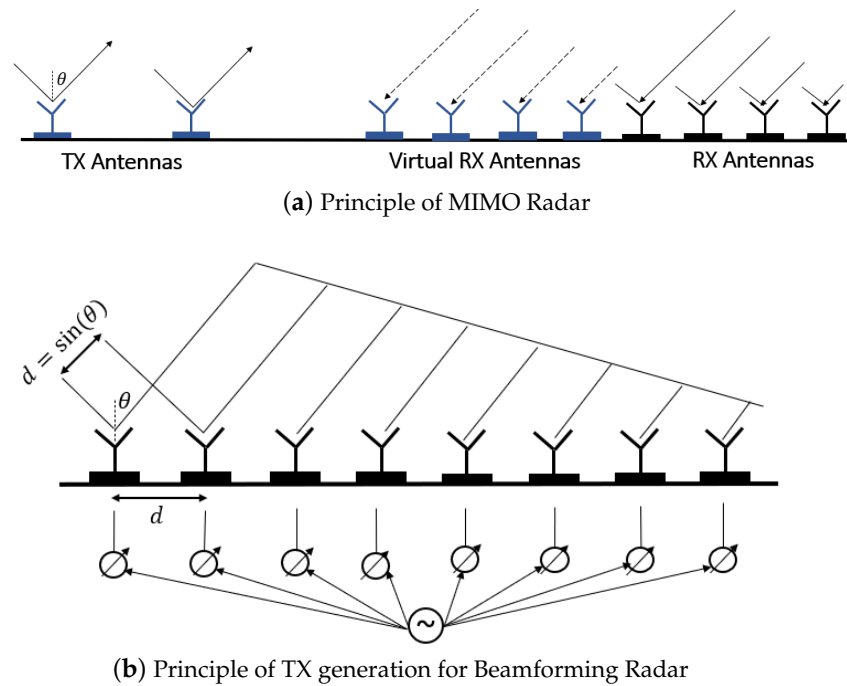 θ
TX Antennas
Virtual RX Antennas
RX Antennas
(a) Principle of MIMO Radar
d = sin(θ)
θ
d
~
(b) Principle of TX generation for Beamforming Radar